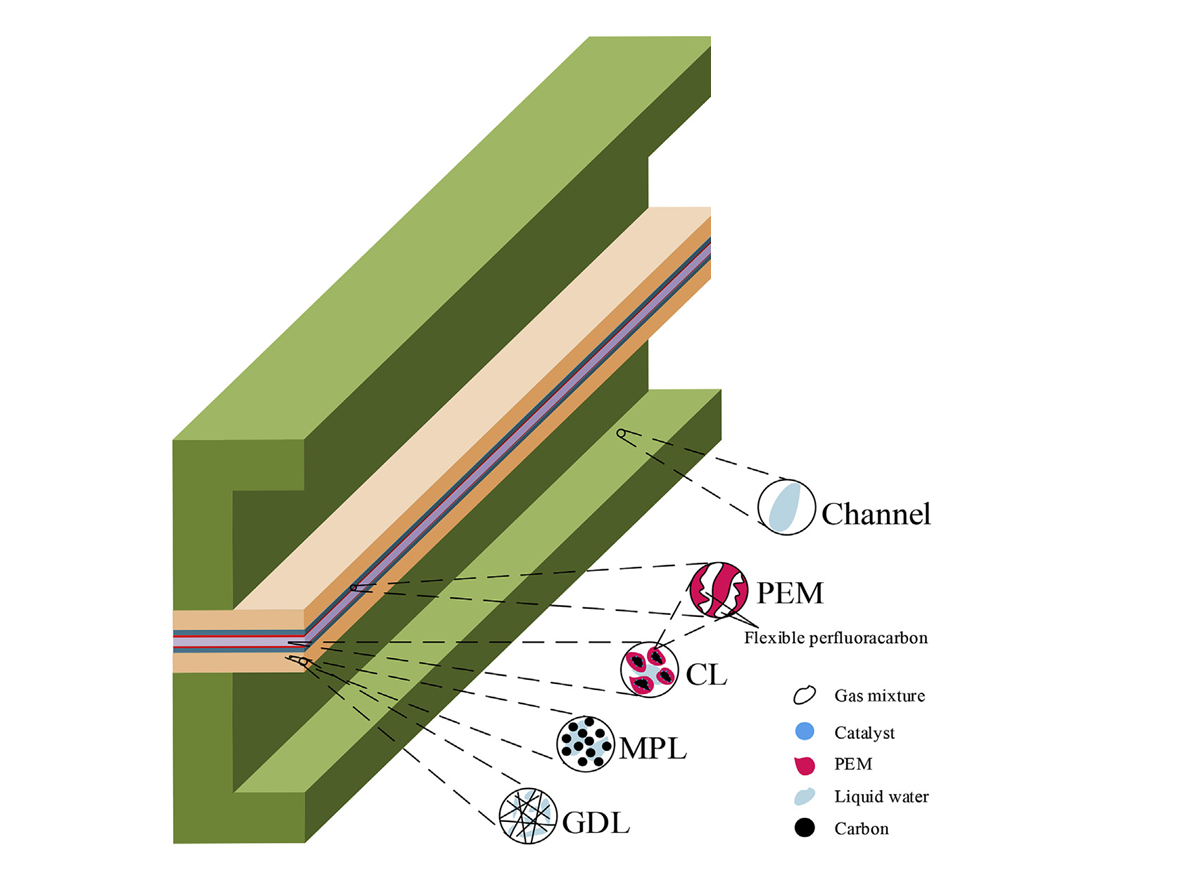 Channel
PEM
Flexible perfluoracarbon
CL
MPL
GDL
Gas mixture
Catalyst
PEM
Liquid water
Carbon